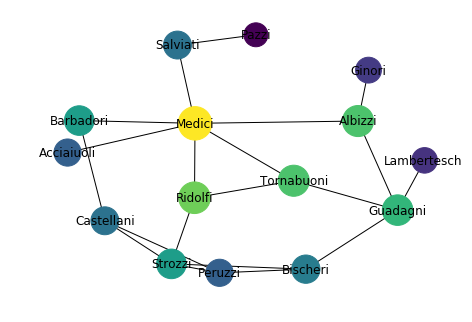 Pazzi
Salviati
Ginori
Barbadori
Medici
Albizzi
Acciaiuoli
Lambertesch
Tornabuoni
Ridolfi
Guadagni
Castellani
Strozzi
Peruzzi
Bischeri